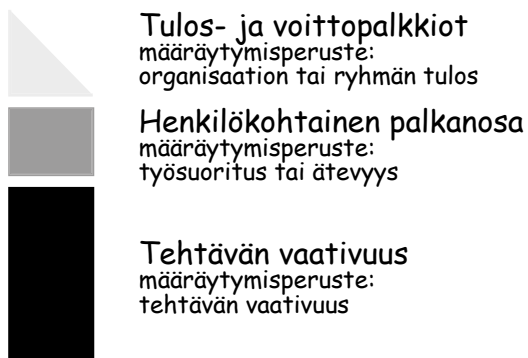 Tulos- ja voittopalkkiot
määräytymisperuste:
organisaation tai ryhmän tulos
Henkilökohtainen palkanosa
määräytymisperuste:
työsuoritus tai ätevyys
Tehtävän vaativuus
määräytymisperuste:
tehtävän vaativuus